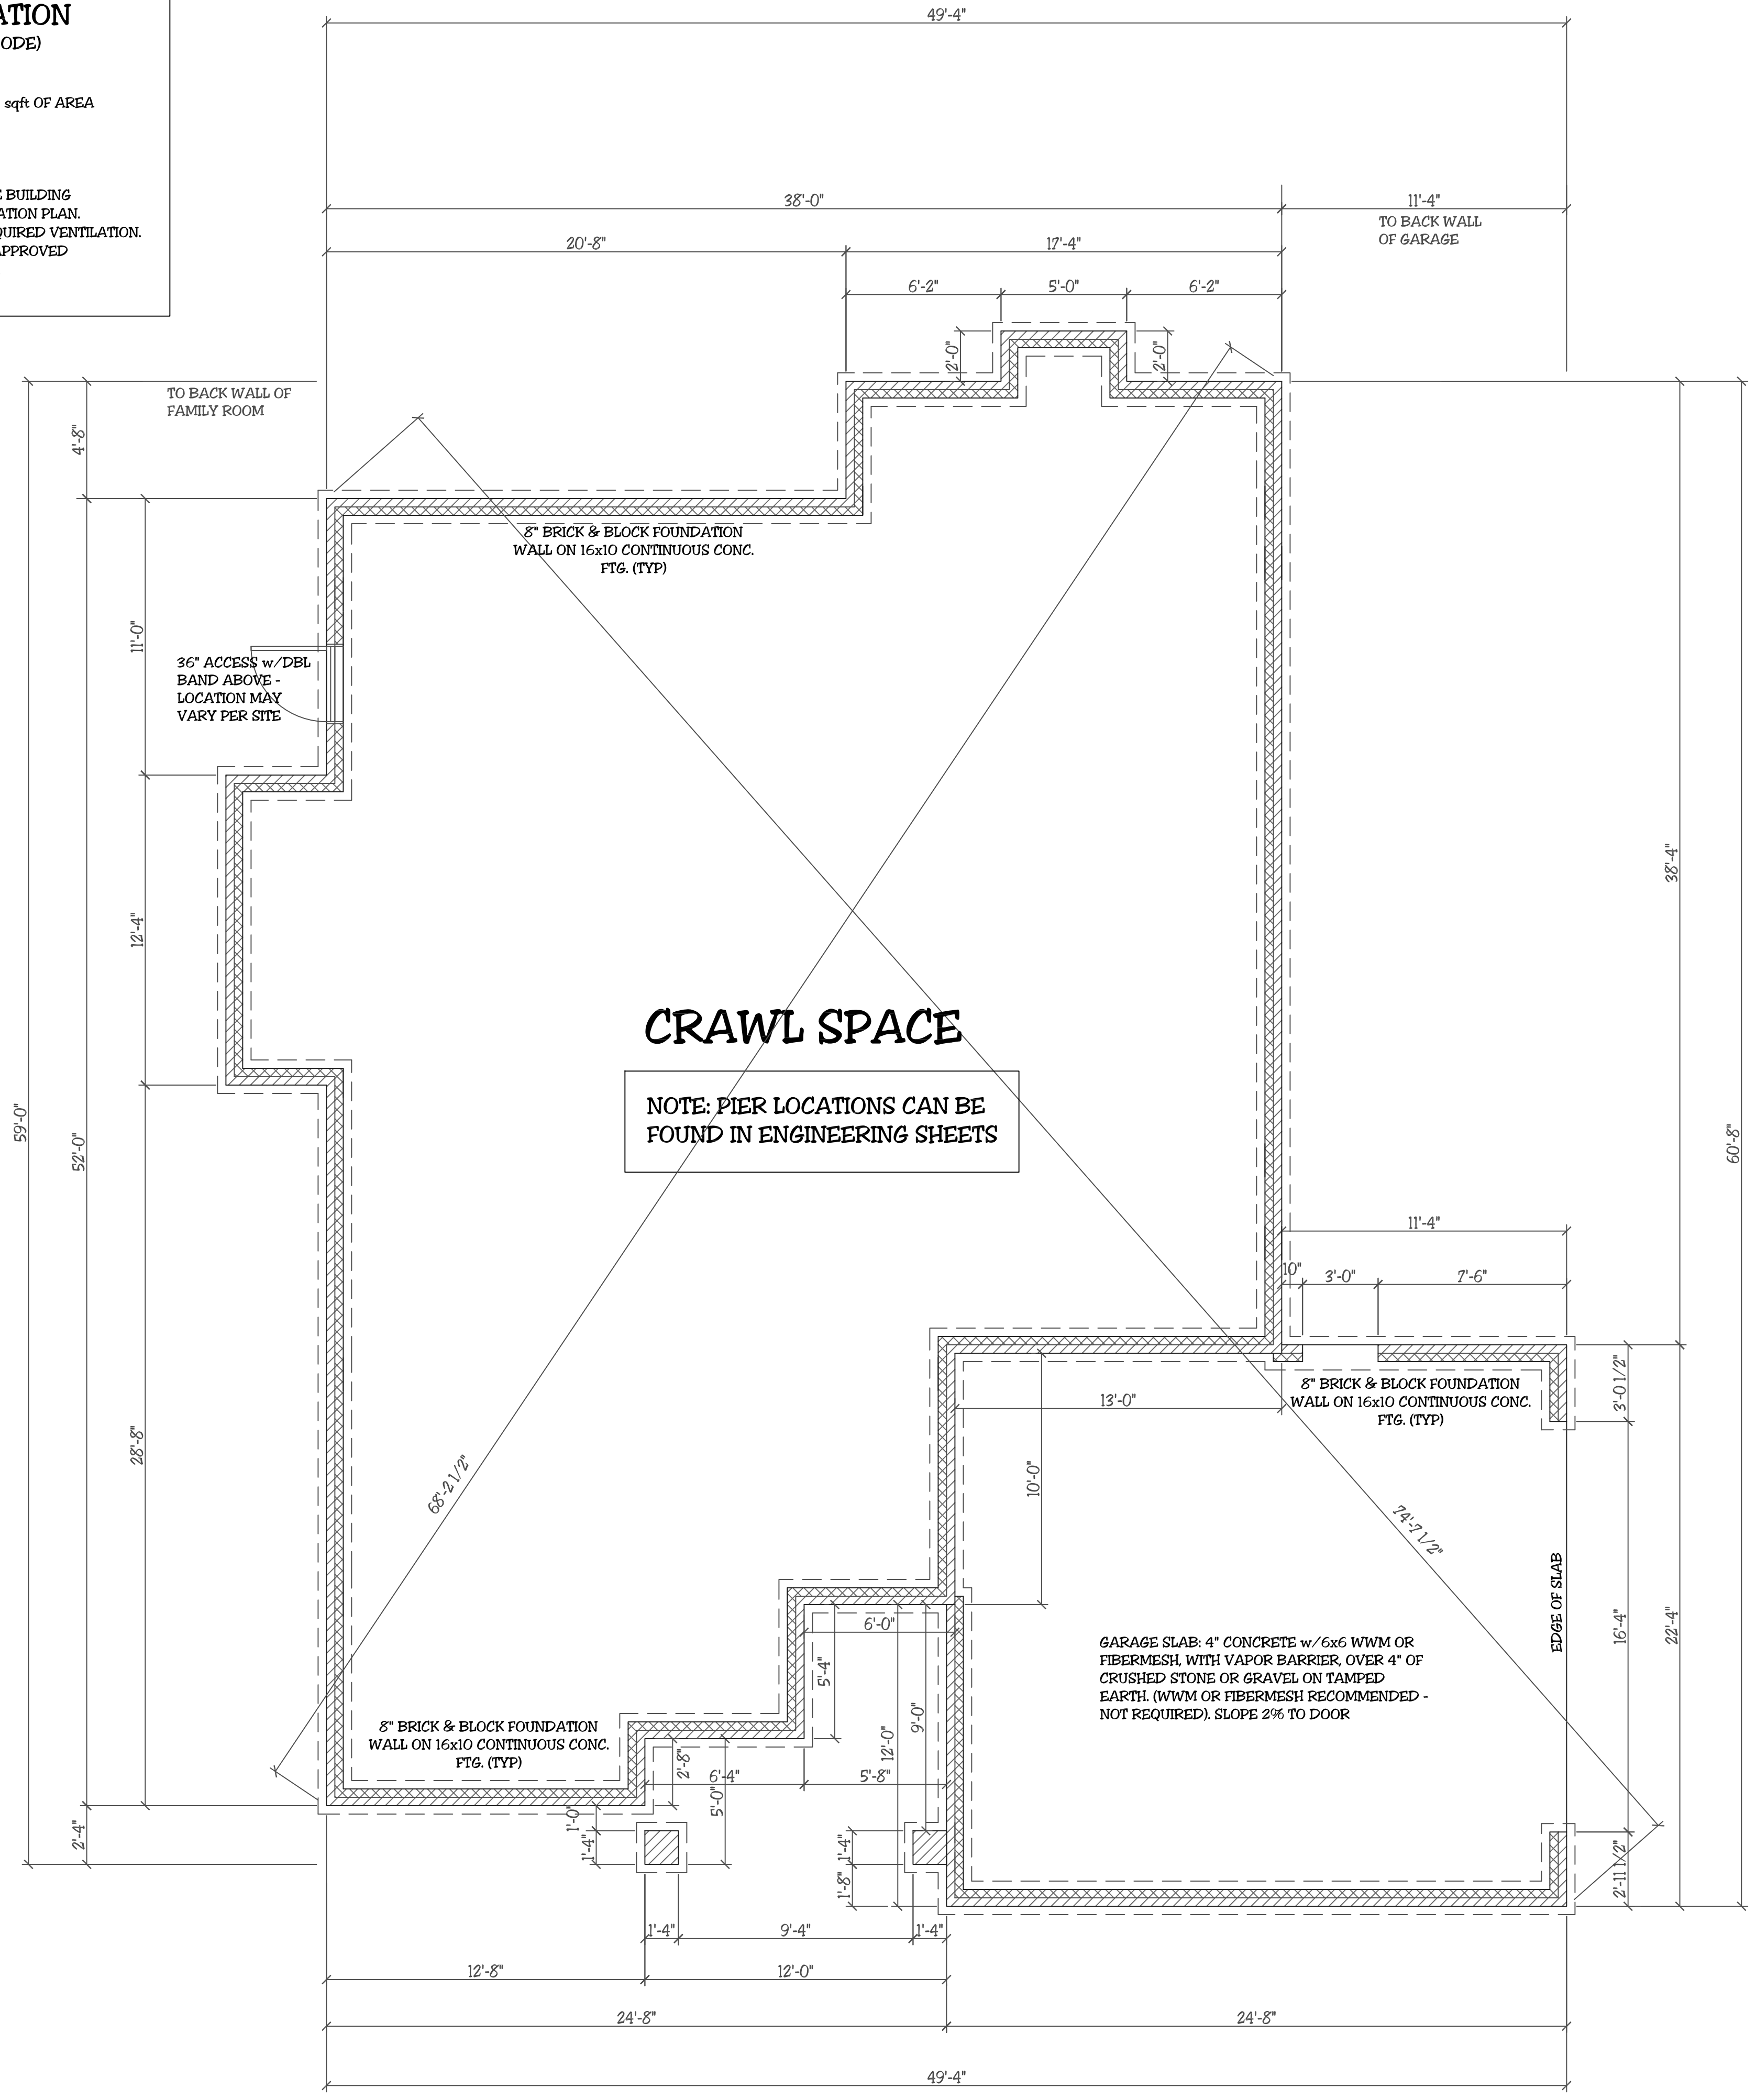 ATION
ODE)
sqft OF AREA
E BUILDING
ATION PLAN.
QUIRED VENTILATION.
APPROVED
49'-4"
38'-0"
11'-4"
TO BACK WALL
OF GARAGE
20'-8"
17'-4"
6'-2"
5'-0"
6'-2"
2'-0"
2'-0"
TO BACK WALL OF
FAMILY ROOM
4'-8"
8" BRICK & BLOCK FOUNDATION
WALL ON 16x10 CONTINUOUS CONC.
FTG. (TYP)
11'-0"
36" ACCESS w/DBL
BAND ABOVE -
LOCATION MAY
VARY PER SITE
38'-4"
12'-4"
CRAWL SPACE
NOTE: PIER LOCATIONS CAN BE
FOUND IN ENGINEERING SHEETS
59'-0"
52'-0"
60'-8"
11'-4"
10"
3'-0"
7'-6"
8" BRICK & BLOCK FOUNDATION
WALL ON 16x10 CONTINUOUS CONC.
FTG. (TYP)
3'-0 1/2"
13'-0"
28'-8"
68'-2 1/2"
10'-0"
74'-7 1/2"
EDGE OF SLAB
16'-4"
22'-4"
6'-0"
GARAGE SLAB: 4" CONCRETE w/6x6 WWM OR
FIBERMESH, WITH VAPOR BARRIER, OVER 4" OF
CRUSHED STONE OR GRAVEL ON TAMPED
EARTH. (WWM OR FIBERMESH RECOMMENDED -
NOT REQUIRED). SLOPE 2% TO DOOR
5'-4"
9'-0"
12'-0"
8" BRICK & BLOCK FOUNDATION
WALL ON 16x10 CONTINUOUS CONC.
FTG. (TYP)
2'-8"
6'-4"
5'-8"
5'-0"
1'-0"
2'-4"
1'-4"
1'-4"
1'-8"
2'-11 1/2"
1'-4"
9'-4"
1'-4"
12'-8"
12'-0"
24'-8"
24'-8"
49'-4"